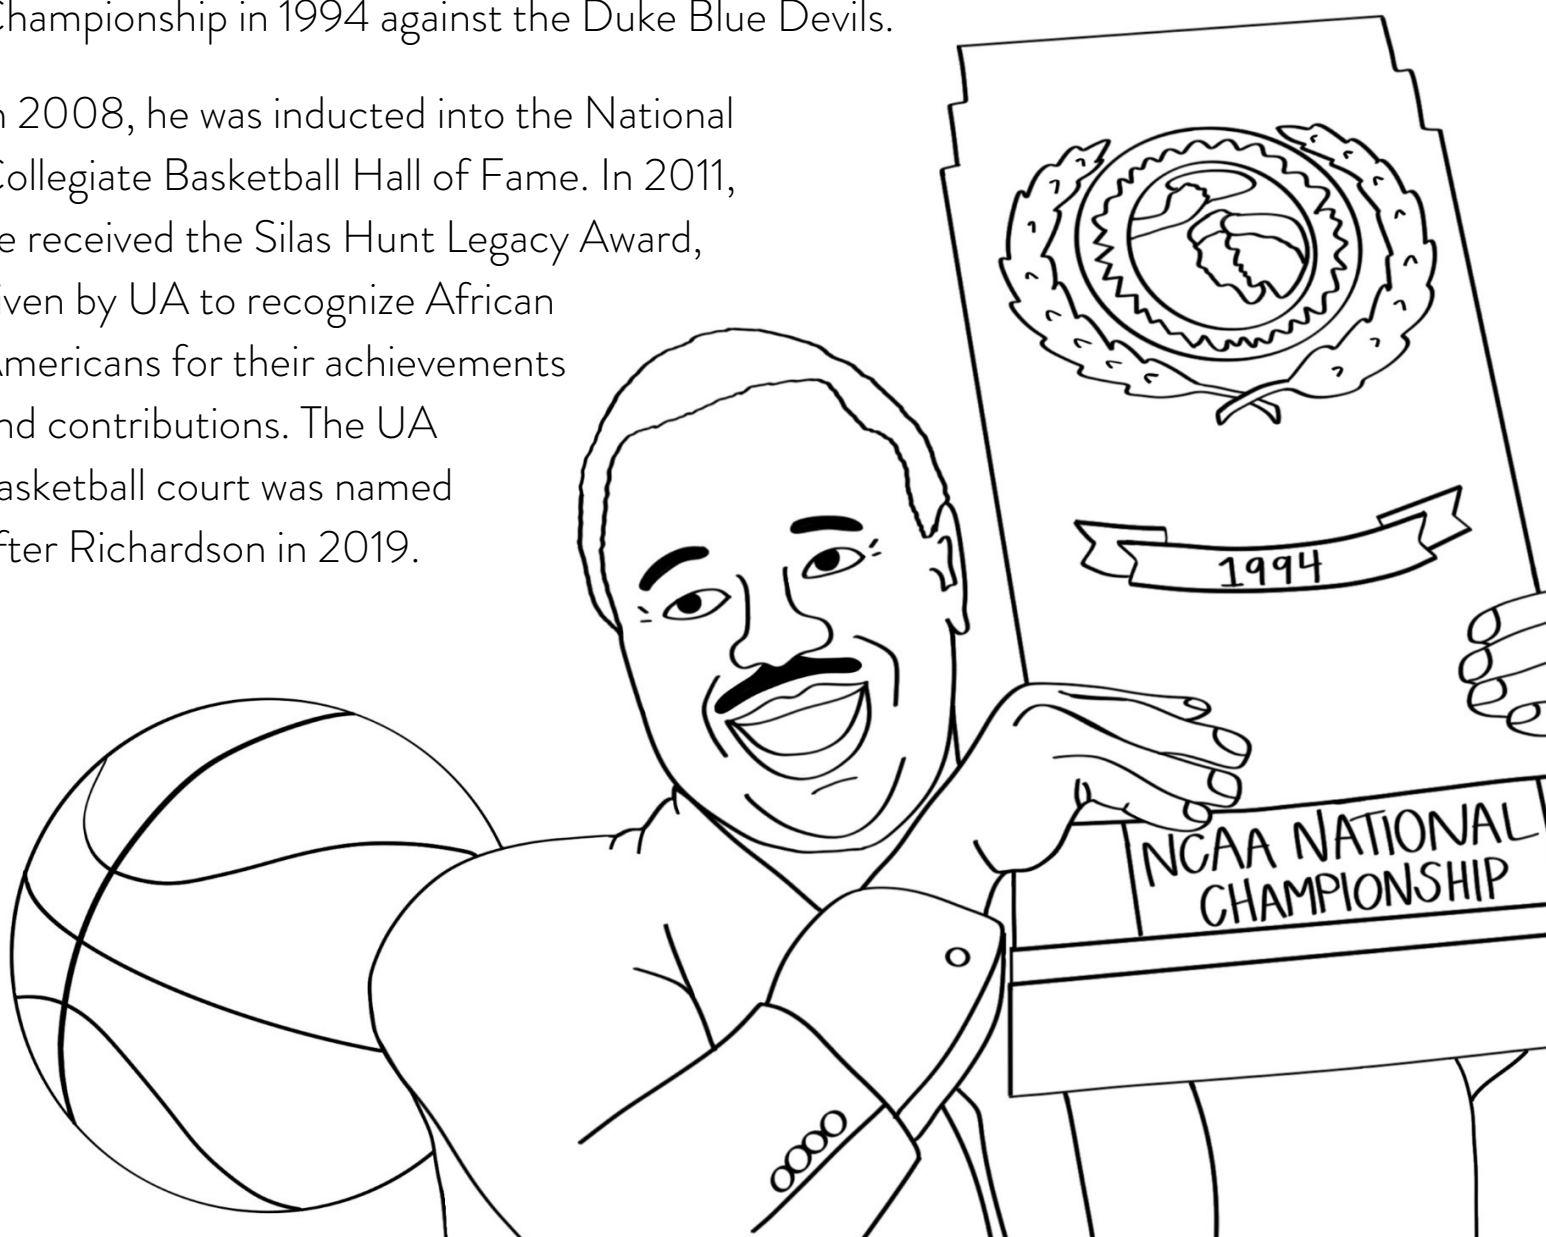 Championship in 1994 against the Duke Blue Devils.
n 2008, he was inducted into the National
Collegiate Basketball Hall of Fame. In 2011,
e received the Silas Hunt Legacy Award,
iven by UA to recognize African
Americans for their achievements
nd contributions. The UA
asketball court was named
fter Richardson in 2019.
1994
NCAA NATIONAL
CHAMPIONSHIP